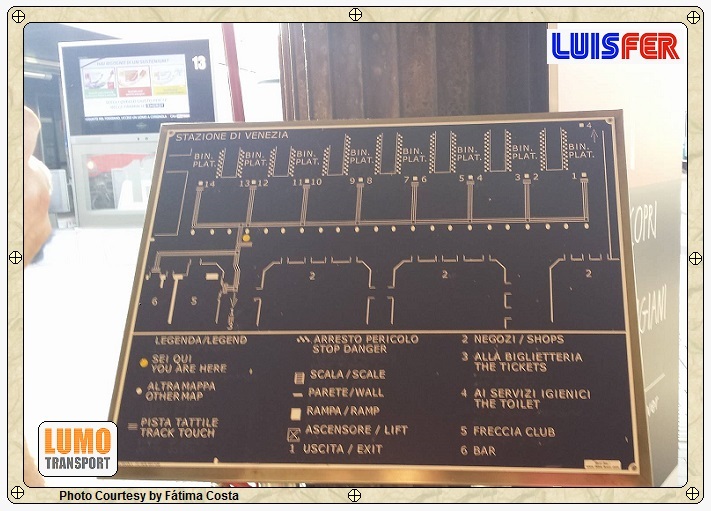 LUISFER
13
STAZIONE DI VENEZIA
4
BIN. PLAT. BIN. PLAT. BIN. PLAT. BIN. PLAT. BIN. PLAT. BIN. PLAT. BIN. PLAT. BIN. PLAT.
14 13 12 11 10 9 8 7 6 5 4 3 2 1
6 5 2 2 2
3
LEGENDA/LEGEND
SEI QUI
YOU ARE HERE
ALTRA MAPPA
OTHER MAP
PISTA TATTILE
TRACK TOUCH
ARRESTO PERICOLO
STOP DANGER
SCALA/SCALE
PARETE/WALL
RAMPA/RAMP
ASCENSORE / LIFT
1 USCITA / EXIT
2 NEGOZI / SHOPS
3 ALLA BIGLIETTERIA
THE TICKETS
4 AI SERVIZI IGIENICI
THE TOILET
5 FRECCIA CLUB
6 BAR
LUMO
TRANSPORT
Photo Courtesy by Fátima Costa